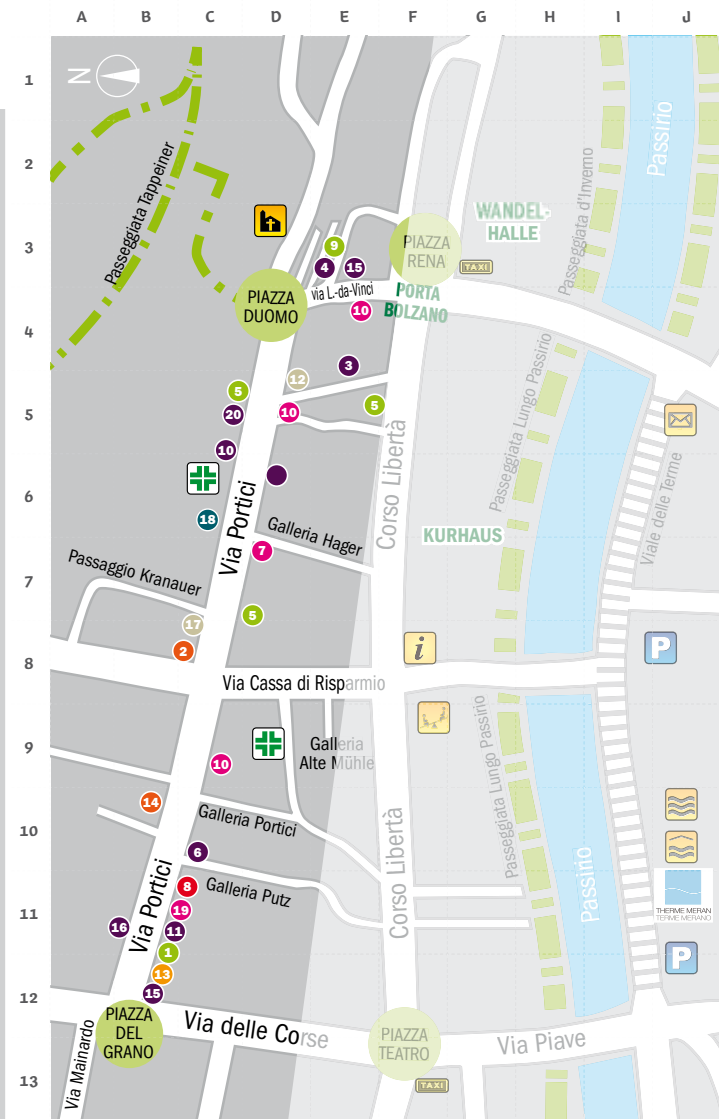 A B C D E F G H I J
1
2
3
4
5
6
7
8
9
10
11
12
13
N
Passeggiata Tappeiner
PIAZZA
DUOMO
9
4
15
via L.-da-Vinci
10
PIAZZA
RENA
PORTA
BOLZANO
WANDEL-
HALLE
TAXI
Passeggiata d'Inverno
Passirio
3
12
5
20
10
5
10
18
Via Portici
Galleria Hager
7
Passaggio Kranauer
17
2
5
Corso Libertà
Passeggiata Lungo Passirio
KURHAUS
Viale delle Terme
i
P
Via Cassa di Risparmio
Galleria
Alte Mühle
10
14
Galleria Portici
6
Via Portici
8
Galleria Putz
19
16
11
1
13
15
Corso Libertà
Passeggiata Lungo Passirio
Passirio
THERME MERAN
TERME MERANO
P
PIAZZA
DEL
GRANO
Via delle Corse
PIAZZA
TEATRO
Via Piave
Via Mainardo
TAXI